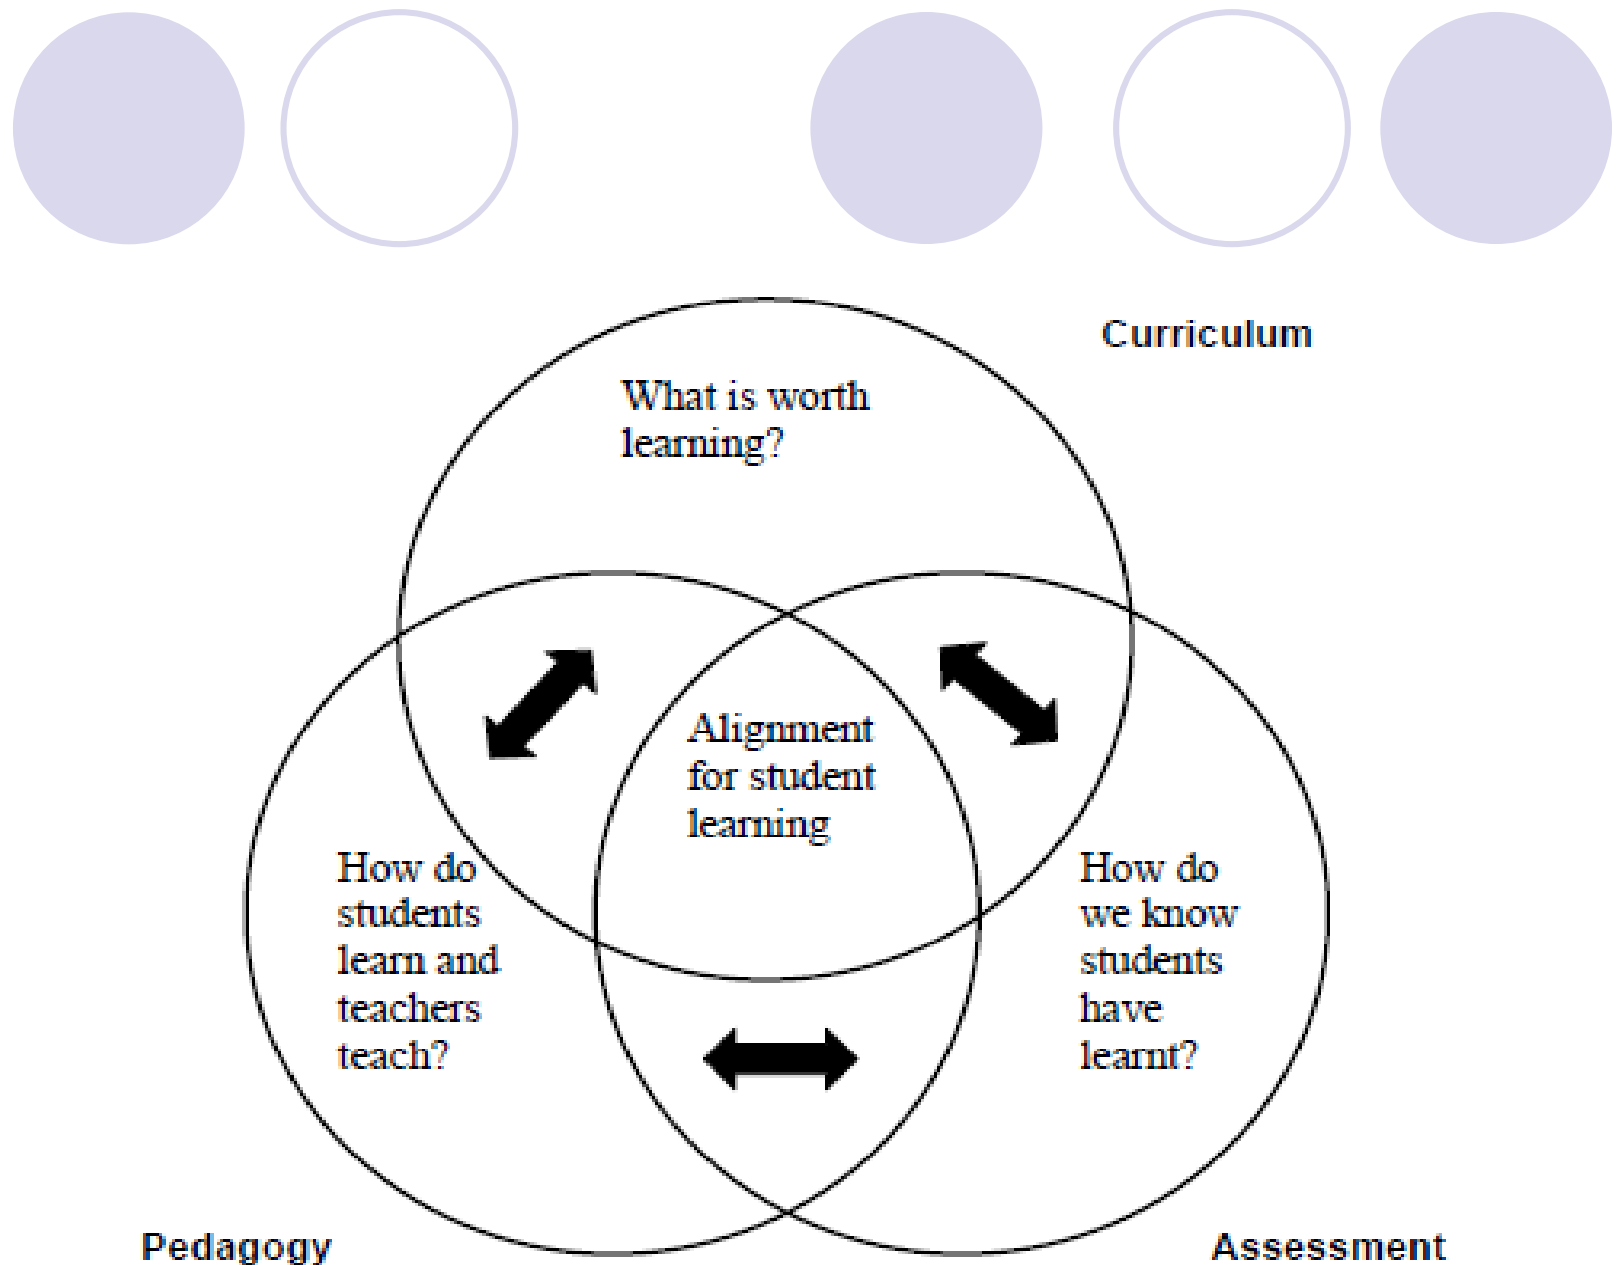 Curriculum
What is worth
learning?
Alignment
for student
learning
How do
students
learn and
teachers
teach?
How do
we know
students
have
learnt?
Pedagogy
Assessment